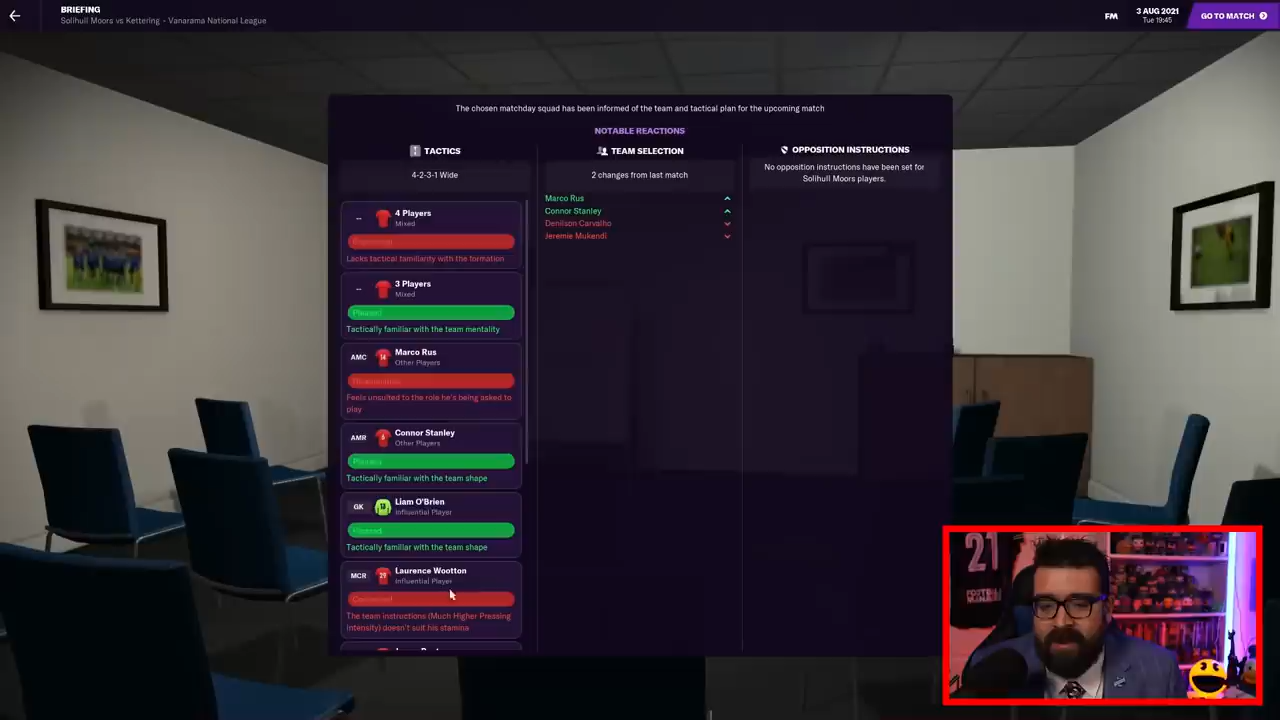 BRIEFING
Solihull Moors vs Kettering - Vanarama National League
FM
3 AUG 2021
Tue 19:45
GO TO MATCH
The chosen matchday squad has been informed of the team and tactical plan for the upcoming match
NOTABLE REACTIONS
TACTICS
4-2-3-1 Wide
4 Players
Mixed
Lacks tactical familiarity with the formation
3 Players
Mixed
Pleased
Tactically familiar with the team mentality
AMC
14
Marco Rus
Other Players
Feels unsuited to the role he's being asked to
play
AMR
Connor Stanley
Other Players
Pleased
Tactically familiar with the team shape
GK
13
Liam O'Brien
Influential Player
Pleased
Tactically familiar with the team shape
MCR
29
Laurence Wootton
Influential Player
Concerned
The team instructions (Much Higher Pressing
Intensity) doesn't suit his stamina
TEAM SELECTION
2 changes from last match
Marco Rus
Connor Stanley
Denilson Carvalho
Jeremie Mukendi
OPPOSITION INSTRUCTIONS
No opposition instructions have been set for
Solihull Moors players.
21